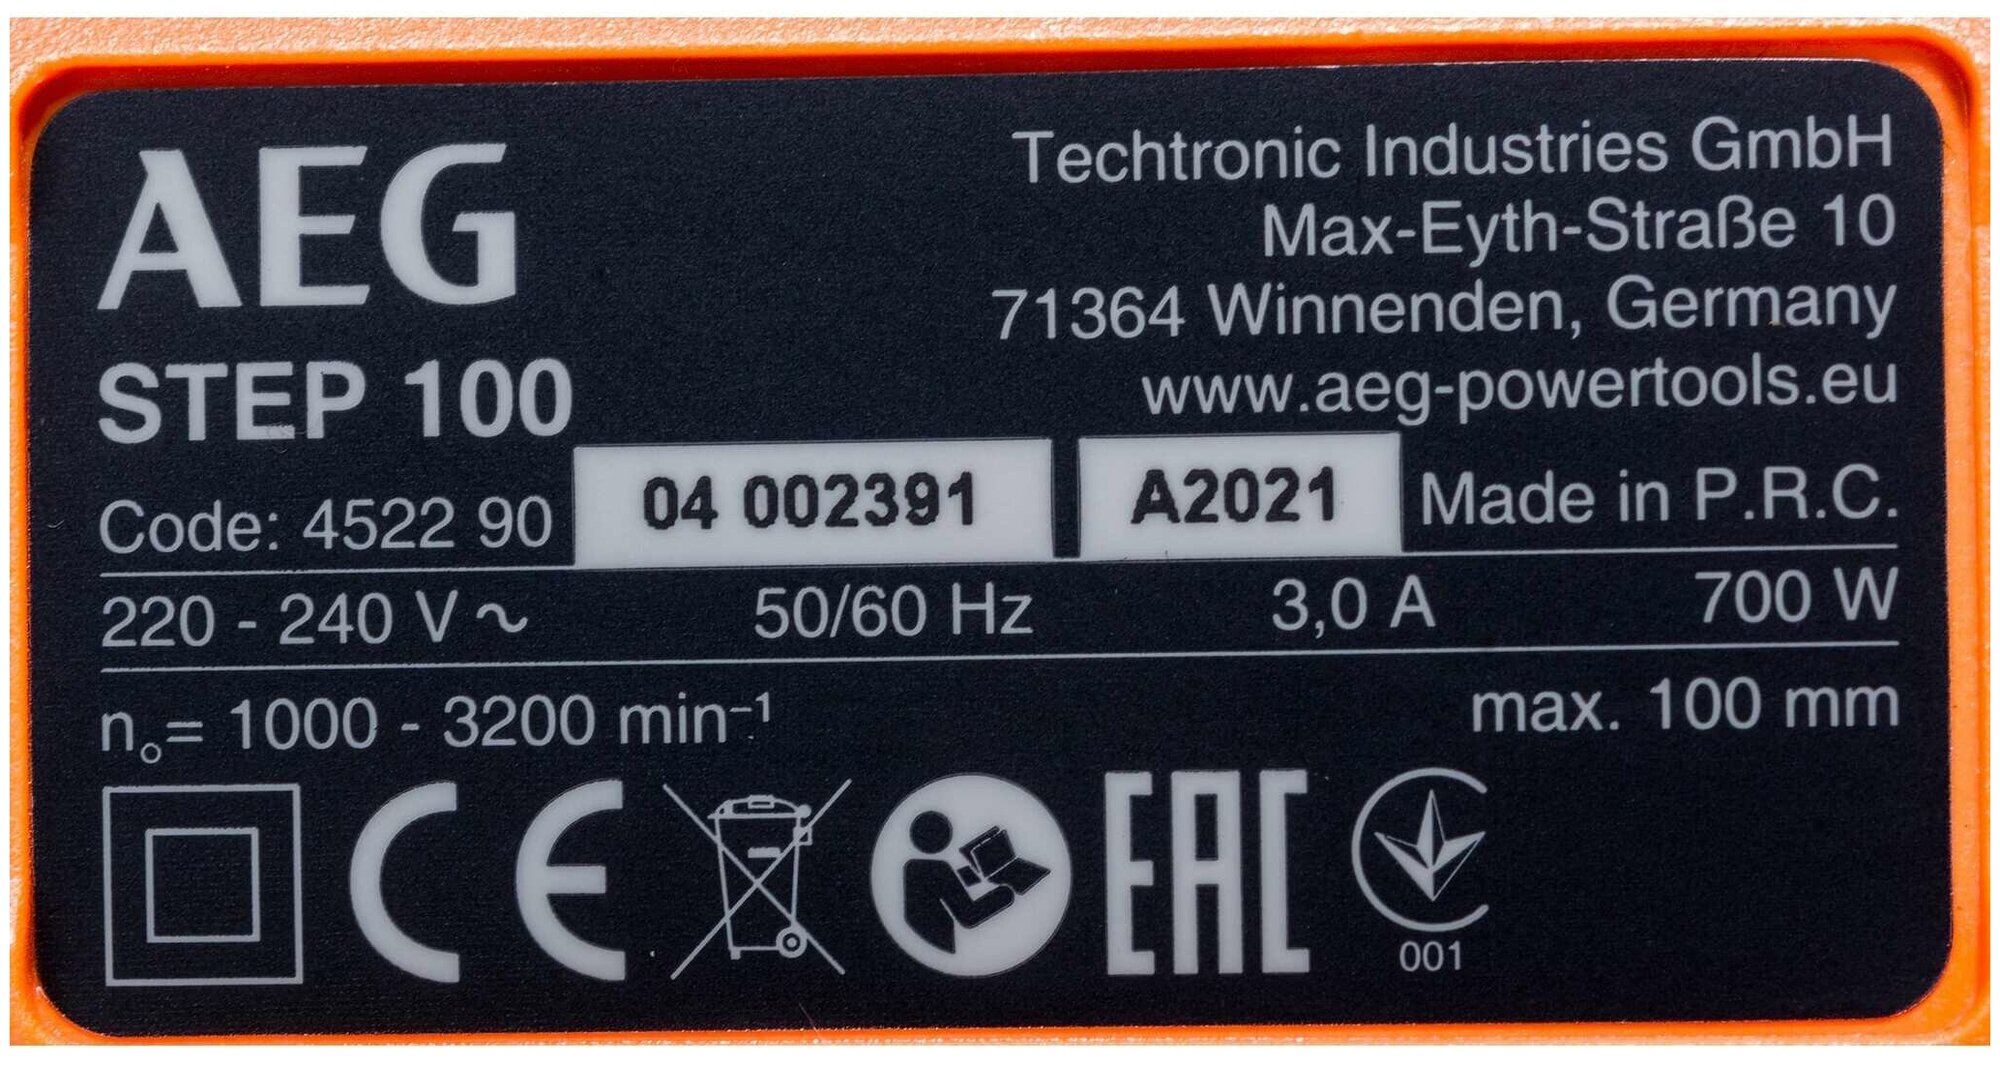 AEG
Techtronic Industries GmbH
Max-Eyth-Straße 10
71364 Winnenden, Germany
www.aeg-powertools.eu
STEP 100
Code: 4522 90 04 002391 A2021 Made in P.R.C.
220 - 240 V ~ 50/60 Hz 3,0 A 700 W
n₀= 1000 - 3200 min⁻¹ max. 100 mm
CE EAC
001